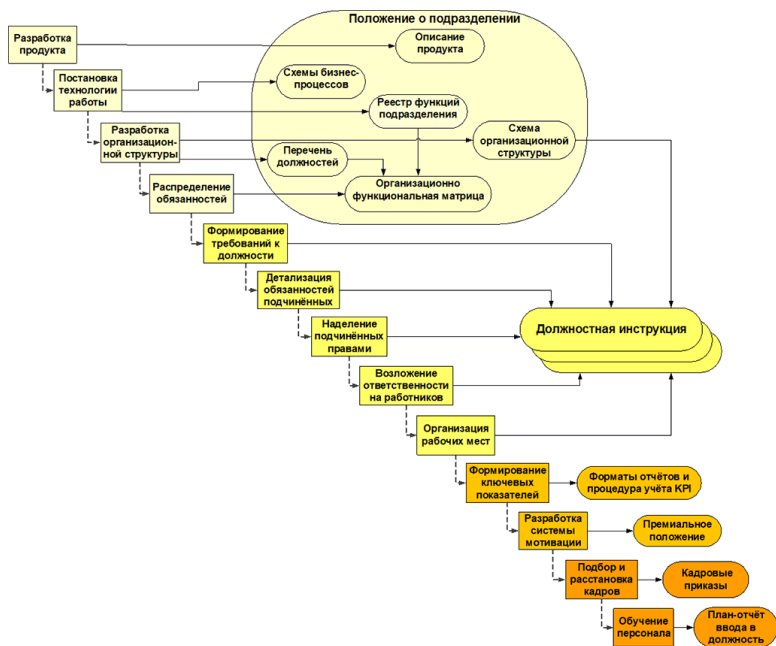 Положение о подразделении
Разработка
продукта
Описание
продукта
Постановка
технологии
работы
Схемы бизнес-
процессов
Реестр функций
подразделения
Разработка
организацион-
ной структуры
Схема
организационной
структуры
Перечень
должностей
Распределение
обязанностей
Организационно
функциональная матрица
Формирование
требований к
должности
Детализация
обязанностей
подчинённых
Наделение
подчинённых
правами
Должностная инструкция
Возложение
ответственности
на работников
Организация
рабочих мест
Формирование
ключевых
показателей
Форматы отчётов и
процедура учёта KPI
Разработка
системы
мотивации
Премиальное
положение
Подбор и
расстановка
кадров
Кадровые
приказы
Обучение
персонала
План-отчёт
ввода в
должность